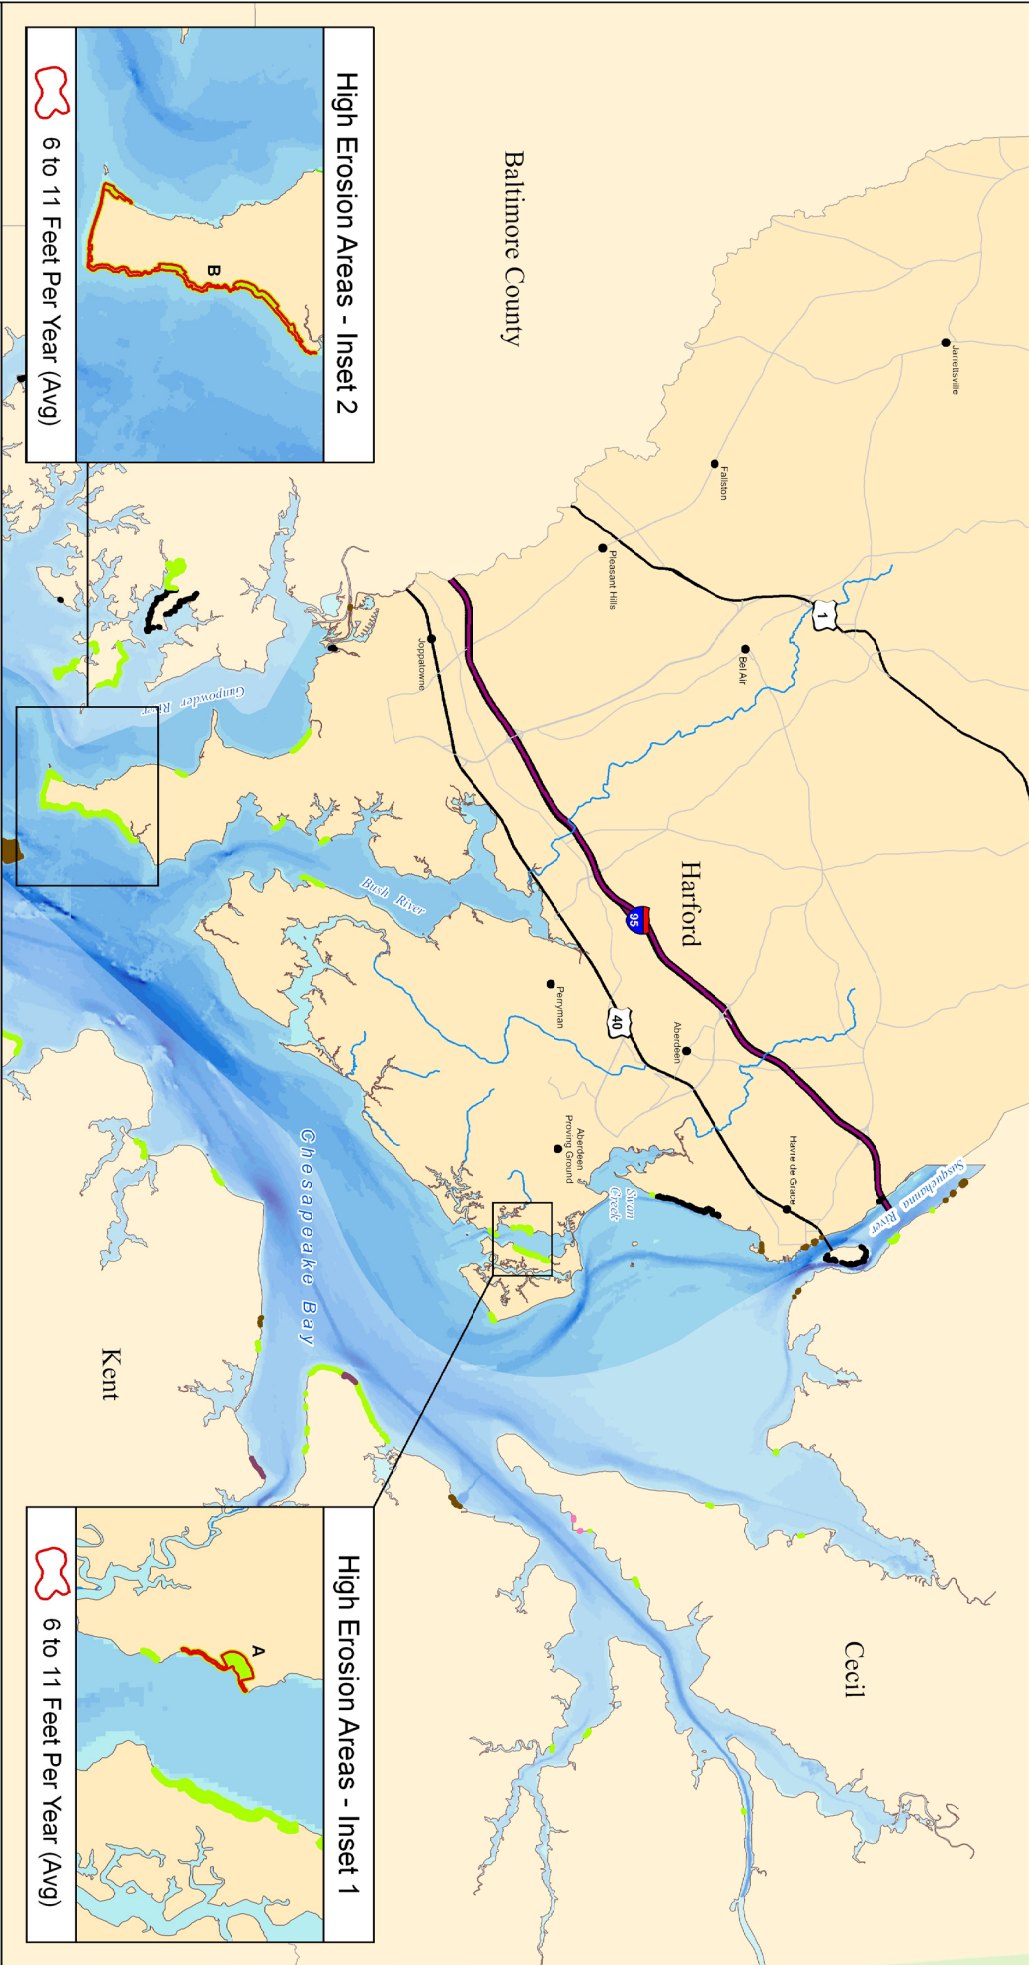 Baltimore County
Jarrettsville
Fallston
Pleasant Hills
1
Bel Air
Joppatowne
Harford
95
40
Perryman
Aberdeen
Aberdeen
Proving Ground
Havre de Grace
Susquehanna
River
Swan
Creek
Gunpowder
River
Bush River
Chesapeake Bay
Kent
Cecil
High Erosion Areas - Inset 2
B
6 to 11 Feet Per Year (Avg)
High Erosion Areas - Inset 1
A
6 to 11 Feet Per Year (Avg)